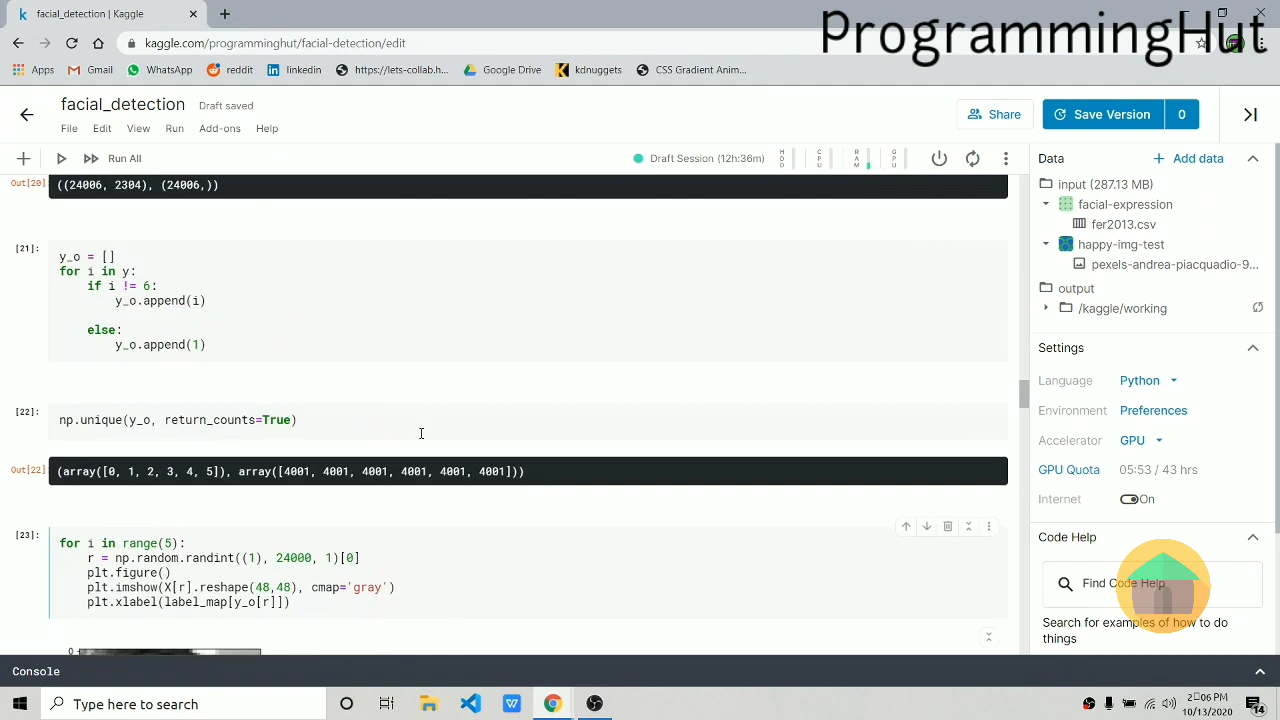 facial_detection | Kaggle
ProgrammingHut
kaggle.com/programminghut/facial-detection/edit
Apps Gmail WhatsApp reddit linkedin https://lets-collab.h... Google Drive kdnuggets CSS Gradient Anim...
facial_detection Draft saved
Share
Save Version 0
File Edit View Run Add-ons Help
Run All
Draft Session (12h:36m)
HDD CPU RAM GPU
Data
Add data
Out[20]
((24006, 2304), (24006,))
input (287.13 MB)
facial-expression
fer2013.csv
happy-img-test
pexels-andrea-piacquadio-9...
output
/kaggle/working
[21]:
y_o = []
for i in y:
if i != 6:
y_o.append(i)
else:
y_o.append(1)
Settings
Language Python
Environment Preferences
Accelerator GPU
GPU Quota 05:53 / 43 hrs
Internet On
[22]:
np.unique(y_o, return_counts=True)
Out[22]
(array([0, 1, 2, 3, 4, 5]), array([4001, 4001, 4001, 4001, 4001, 4001]))
[23]:
for i in range(5):
r = np.random.randint((1), 24000, 1)[0]
plt.figure()
plt.imshow(X[r].reshape(48,48), cmap='gray')
plt.xlabel(label_map[y_o[r]])
0
Code Help
Find Code Help
Search for examples of how to do
things
Console
Type here to search
2:06 PM
10/13/2020
14